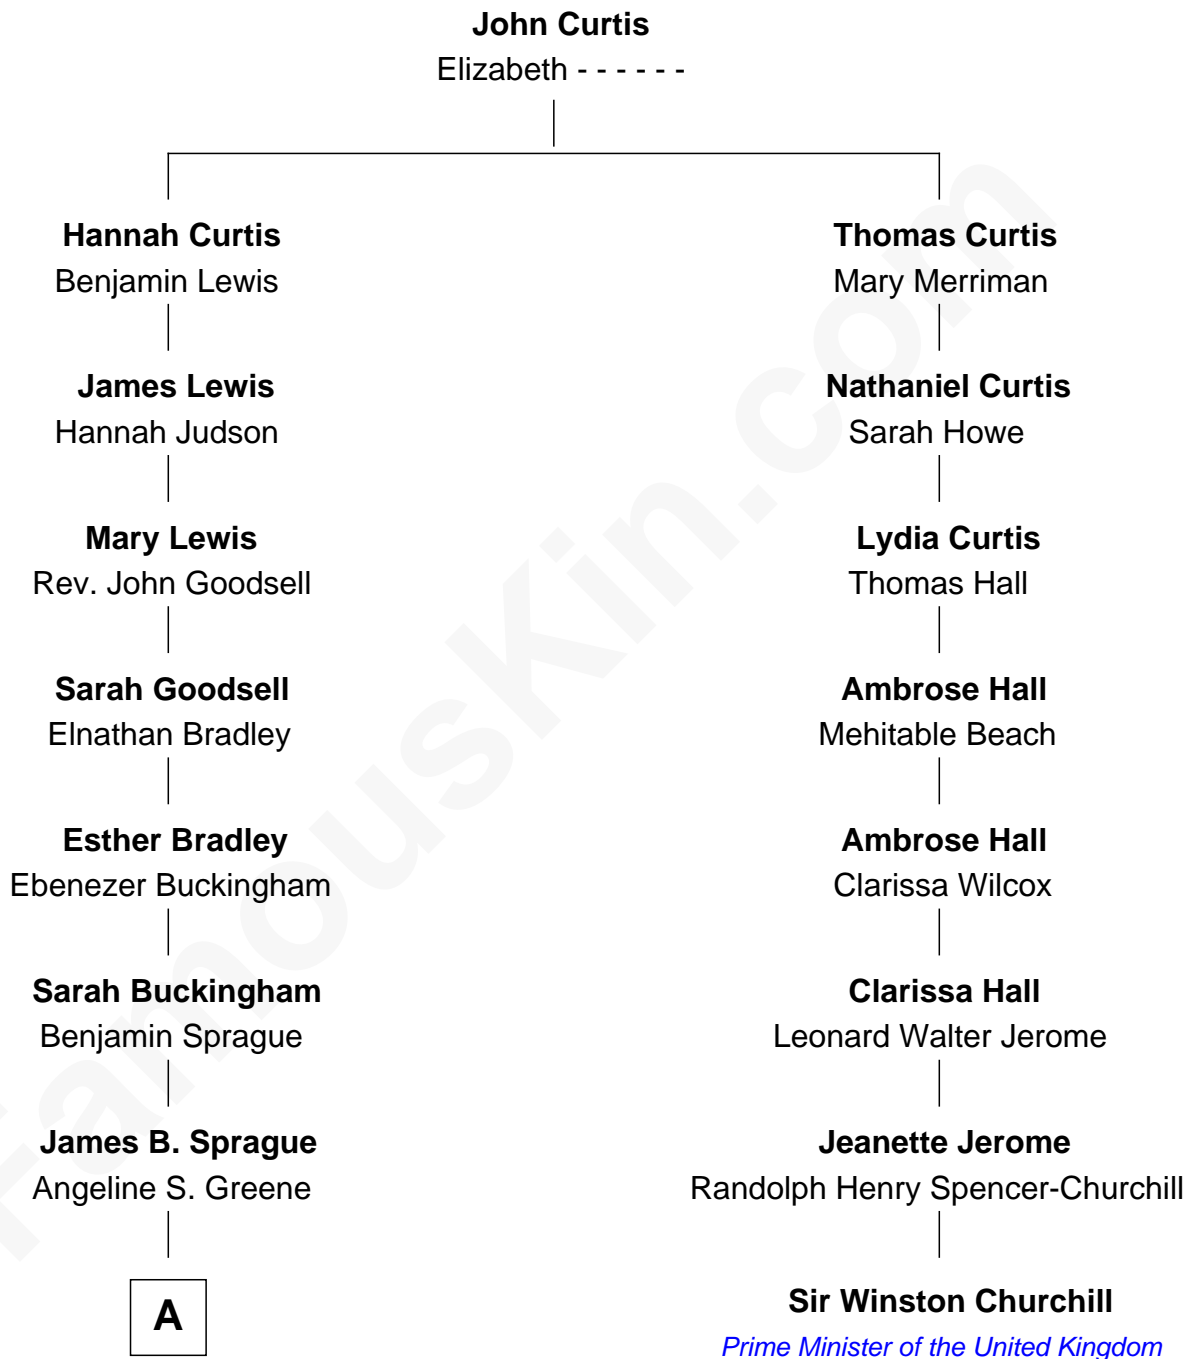 John Curtis
Elizabeth - - - - - -
Hannah Curtis
Benjamin Lewis
Thomas Curtis
Mary Merriman
James Lewis
Hannah Judson
Nathaniel Curtis
Sarah Howe
Mary Lewis
Rev. John Goodsell
Lydia Curtis
Thomas Hall
Sarah Goodsell
Elnathan Bradley
Ambrose Hall
Mehitable Beach
Esther Bradley
Ebenezer Buckingham
Ambrose Hall
Clarissa Wilcox
Sarah Buckingham
Benjamin Sprague
Clarissa Hall
Leonard Walter Jerome
James B. Sprague
Angeline S. Greene
Jeanette Jerome
Randolph Henry Spencer-Churchill
A
Sir Winston Churchill
Prime Minister of the United Kingdom
FamousKin.com